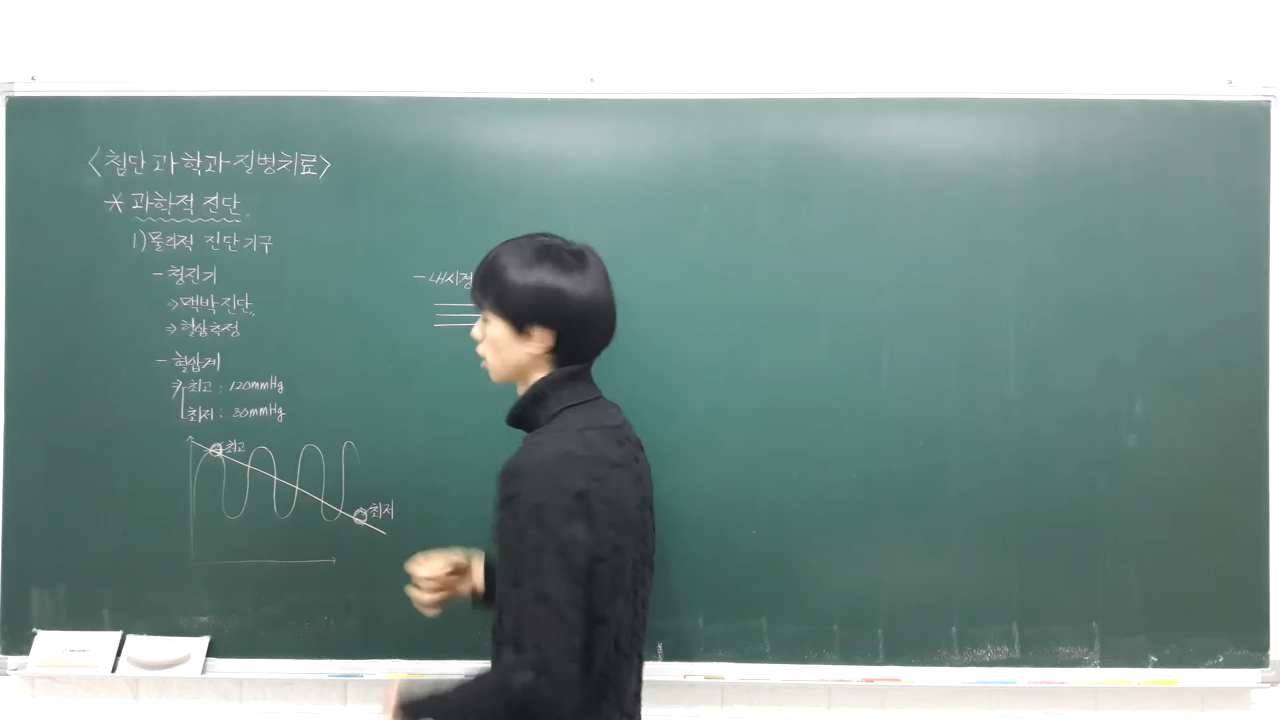 <첨단 과학과 질병치료>
* 과학적 진단
1) 물리적 진단기구
- 청진기
→ 맥박 진단
→ 혈상측정
- 혈압계
최고 : 120mmHg
최저 : 80mmHg
최고
최저
- 내시경